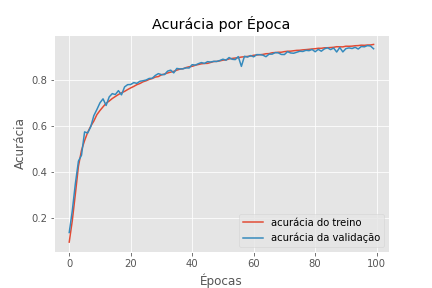 Acurácia por Época
0.8
0.6
0.4
0.2
Acurácia
0 20 40 60 80 100
Épocas
acurácia do treino
acurácia da validação